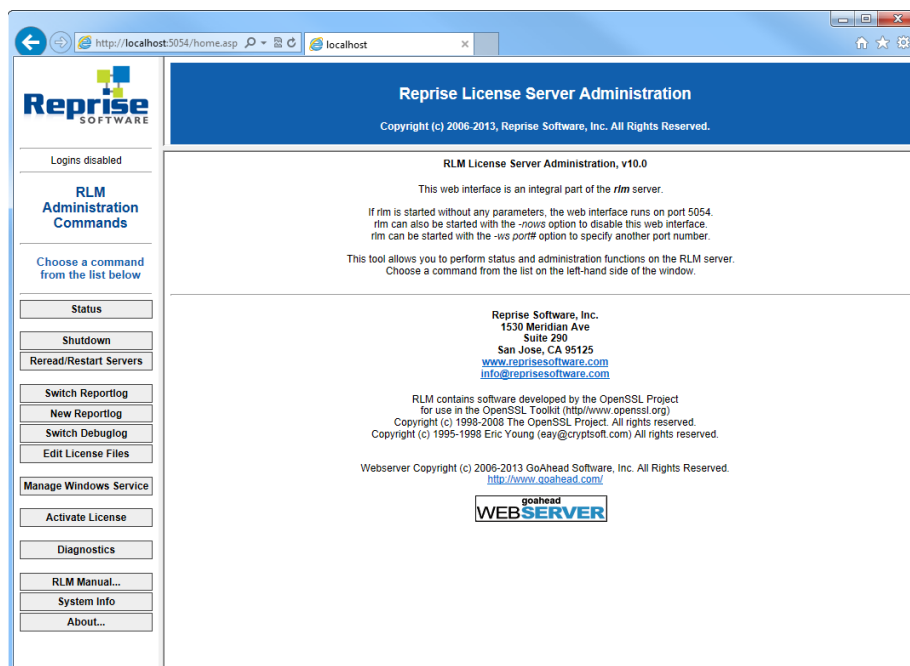 http://localhost:5054/home.asp
localhost
Reprise
SOFTWARE
Logins disabled
RLM
Administration
Commands
Choose a command
from the list below
Status
Shutdown
Reread/Restart Servers
Switch Reportlog
New Reportlog
Switch Debuglog
Edit License Files
Manage Windows Service
Activate License
Diagnostics
RLM Manual...
System Info
About...
Reprise License Server Administration
Copyright (c) 2006-2013, Reprise Software, Inc. All Rights Reserved.
RLM License Server Administration, v10.0
This web interface is an integral part of the rlm server.
If rlm is started without any parameters, the web interface runs on port 5054.
rlm can also be started with the -nows option to disable this web interface.
rlm can be started with the -ws port# option to specify another port number.
This tool allows you to perform status and administration functions on the RLM server.
Choose a command from the list on the left-hand side of the window.
Reprise Software, Inc.
1530 Meridian Ave
Suite 290
San Jose, CA 95125
www.reprisesoftware.com
info@reprisesoftware.com
RLM contains software developed by the OpenSSL Project
for use in the OpenSSL Toolkit (http//www.openssl.org)
Copyright (c) 1998-2008 The OpenSSL Project. All rights reserved.
Copyright (c) 1995-1998 Eric Young (eay@cryptsoft.com) All rights reserved.
Webserver Copyright (c) 2006-2013 GoAhead Software, Inc. All Rights Reserved.
http://www.goahead.com/
goahead
WEBSERVER